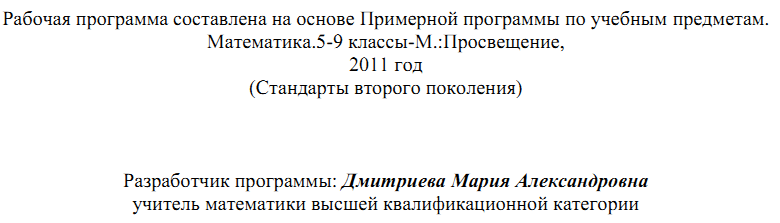 Рабочая программа составлена на основе Примерной программы по учебным предметам.
Математика.5-9 классы-М.:Просвещение,
2011 год
(Стандарты второго поколения)
Разработчик программы: Дмитриева Мария Александровна
учитель математики высшей квалификационной категории